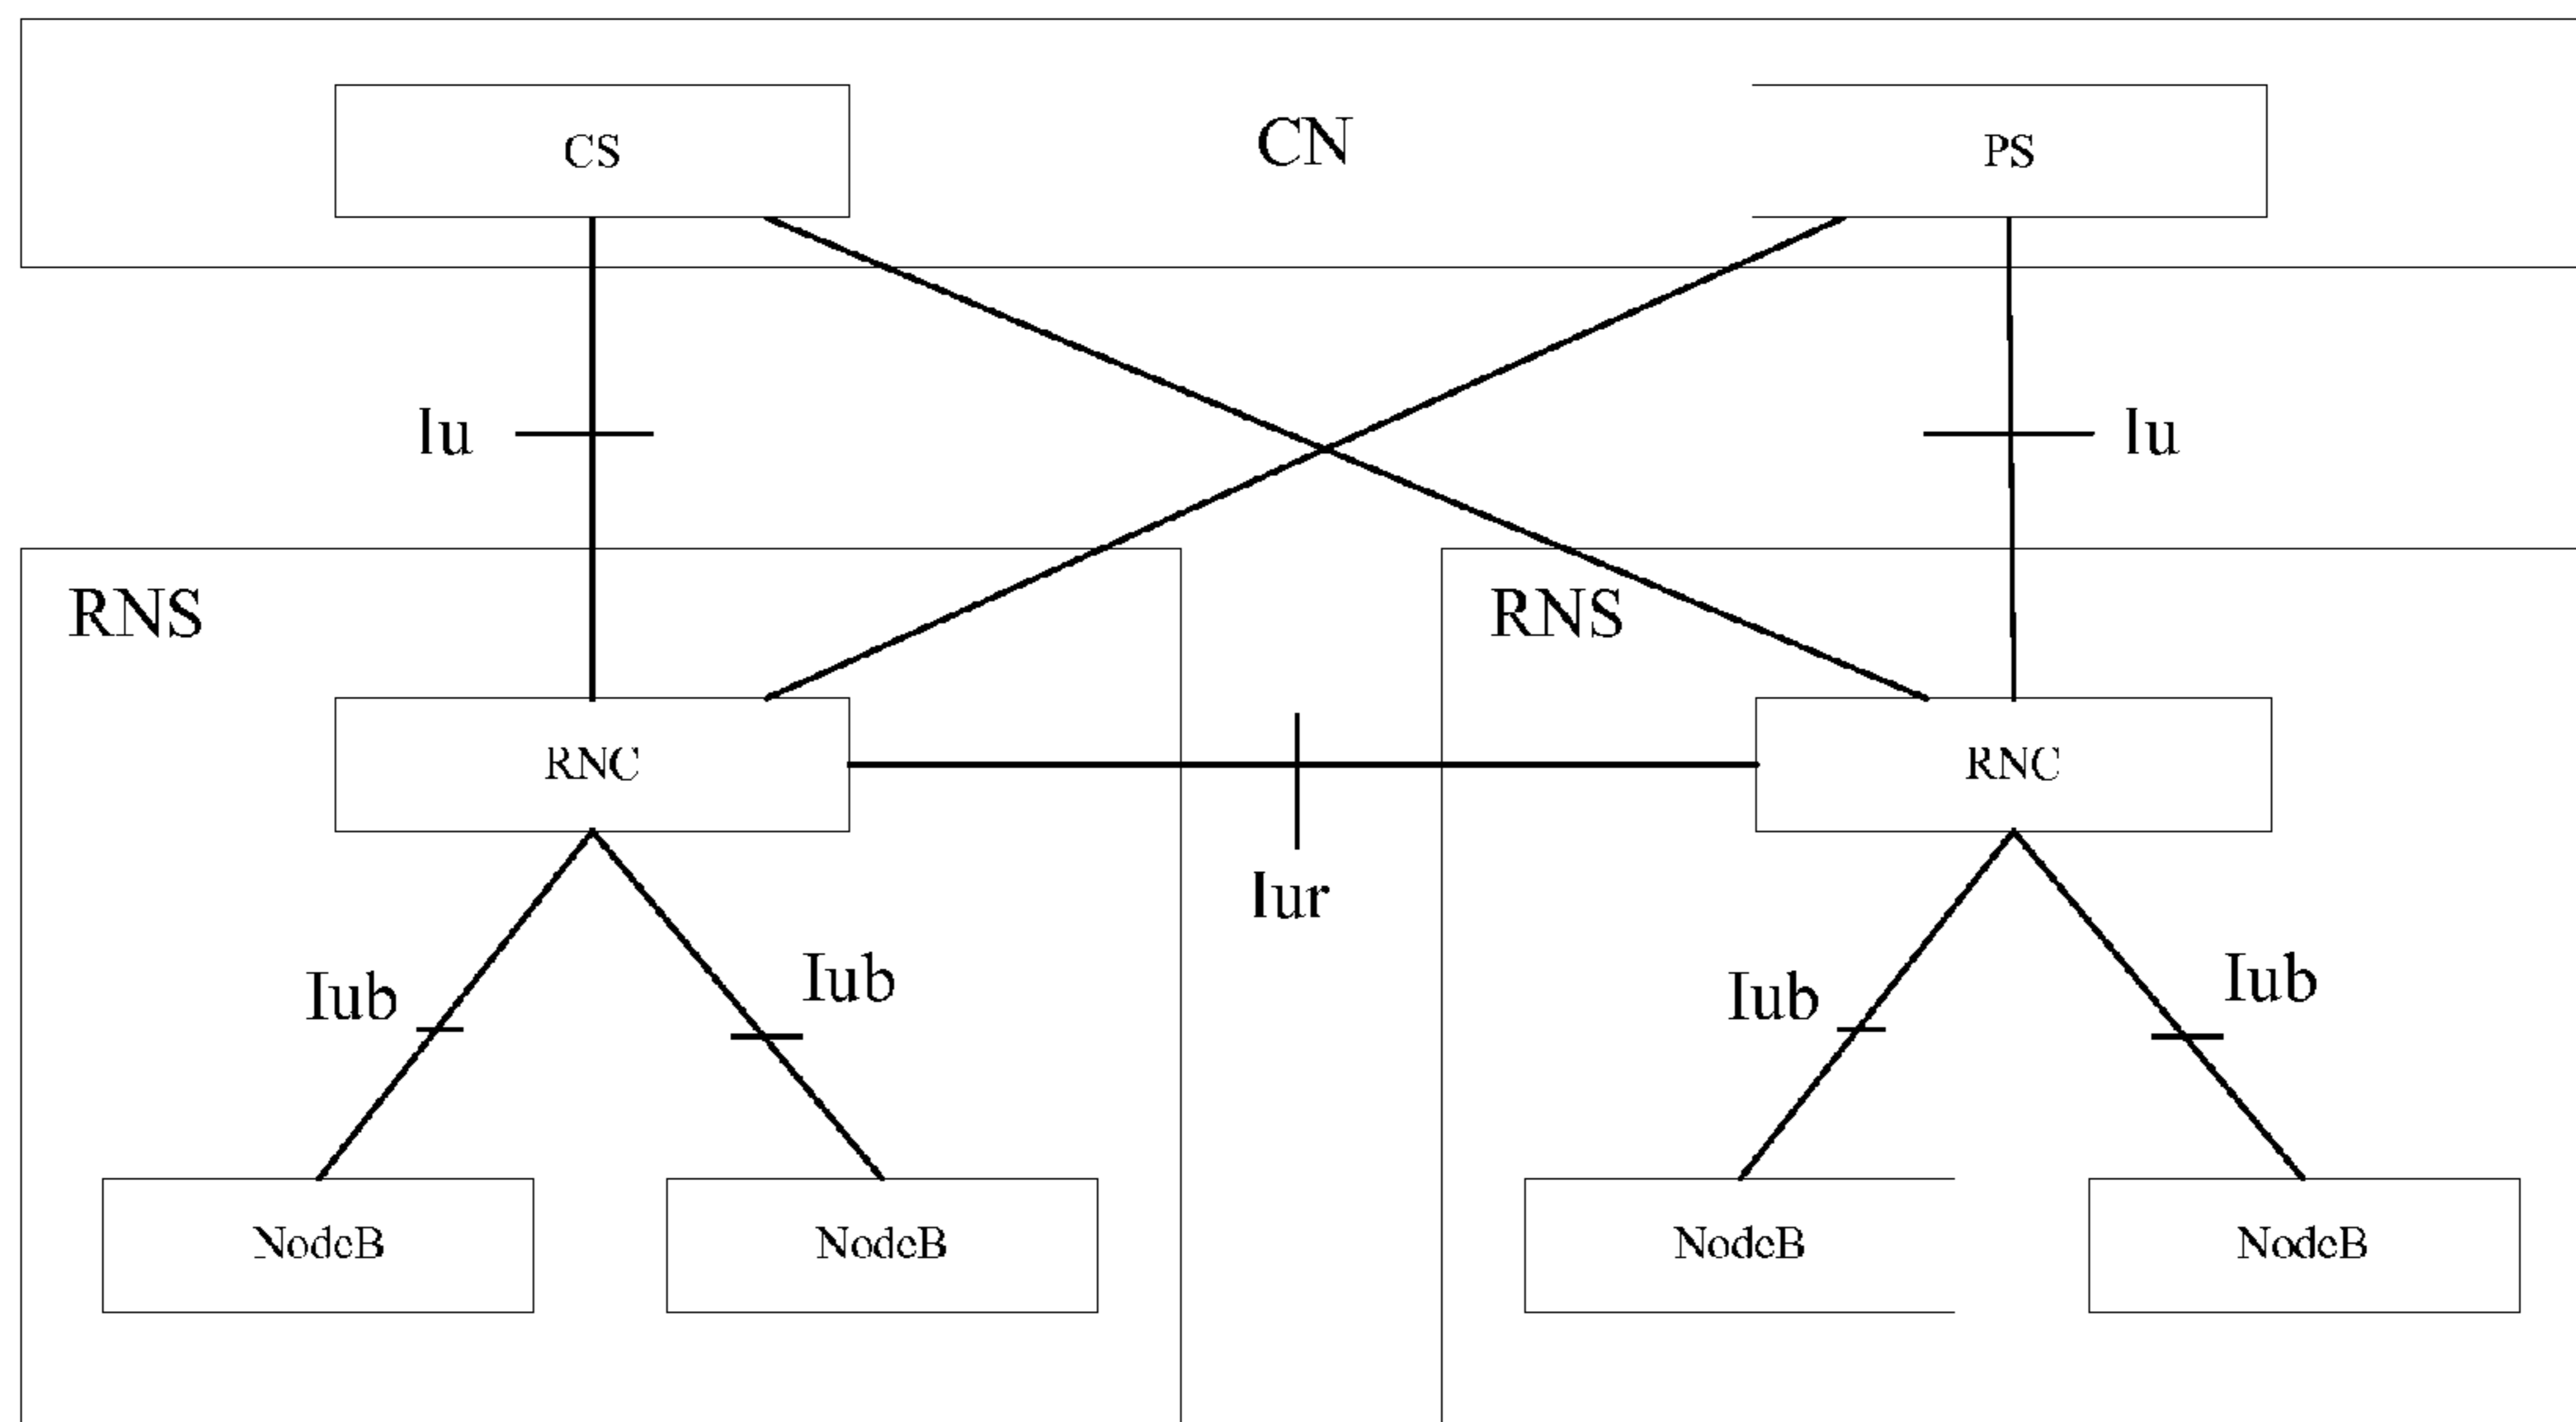 CS
CN
PS
Iu
Iu
RNS
RNS
RNC
RNC
Iur
Iub
Iub
Iub
Iub
NodeB
NodeB
NodeB
NodeB